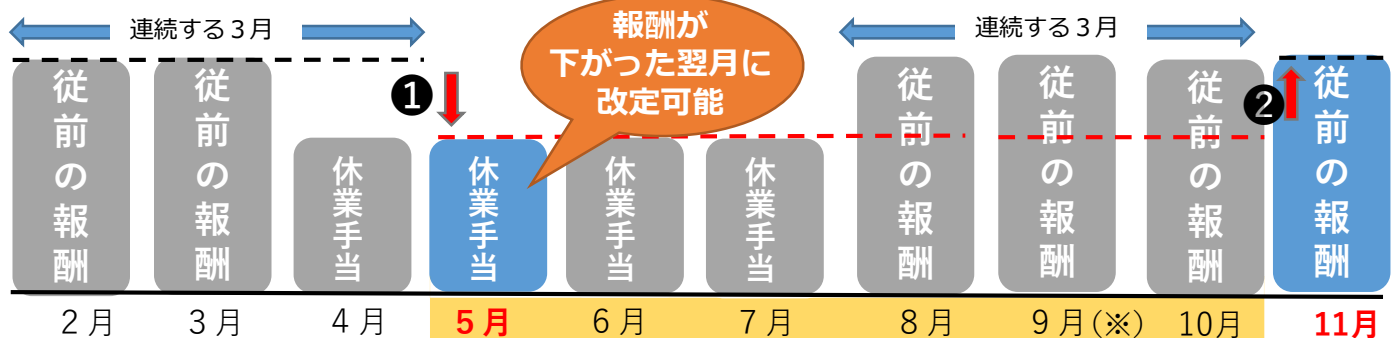 連続する３月
連続する３月
報酬が
下がった翌月に
改定可能
❶
❷
従前の報酬
従前の報酬
休業手当
休業手当
休業手当
休業手当
従前の報酬
従前の報酬
従前の報酬
従前の報酬
２月
３月
４月
５月
６月
７月
８月
９月(※)
10月
11月